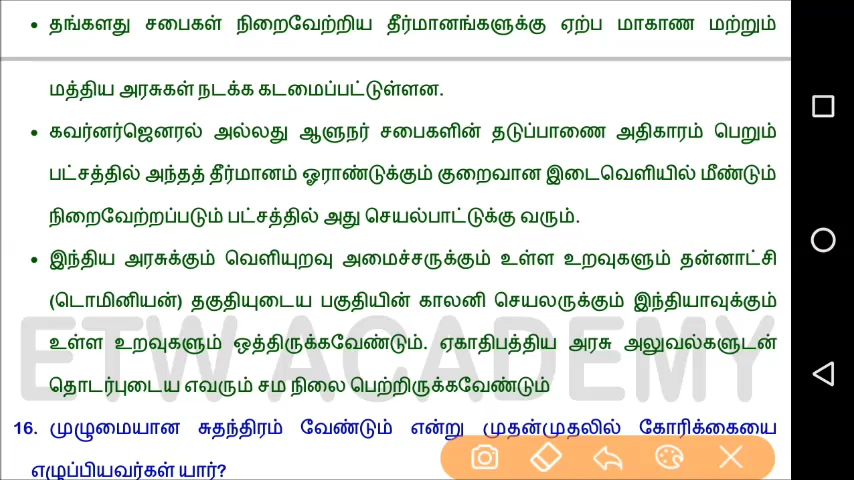 • தங்களது சபைகள் நிறைவேற்றிய தீர்மானங்களுக்கு ஏற்ப மாகாண மற்றும்
மத்திய அரசுகள் நடக்க கடமைப்பட்டுள்ளன.
• கவர்னர்ஜெனரல் அல்லது ஆளுநர் சபைகளின் தடுப்பாணை அதிகாரம் பெறும்
பட்சத்தில் அந்தத் தீர்மானம் ஓராண்டுக்கும் குறைவான இடைவெளியில் மீண்டும்
நிறைவேற்றப்படும் பட்சத்தில் அது செயல்பாட்டுக்கு வரும்.
• இந்திய அரசுக்கும் வெளியுறவு அமைச்சருக்கும் உள்ள உறவுகளும் தன்னாட்சி
(டொமினியன்) தகுதியுடைய பகுதியின் காலனி செயலருக்கும் இந்தியாவுக்கும்
உள்ள உறவுகளும் ஒத்திருக்கவேண்டும். ஏகாதிபத்திய அரசு அலுவல்களுடன்
ETW ACADEMY
தொடர்புடைய எவரும் சம நிலை பெற்றிருக்கவேண்டும்
16. முழுமையான சுதந்திரம் வேண்டும் என்று முதன்முதலில் கோரிக்கையை
எழுப்பியவர்கள் யார்?